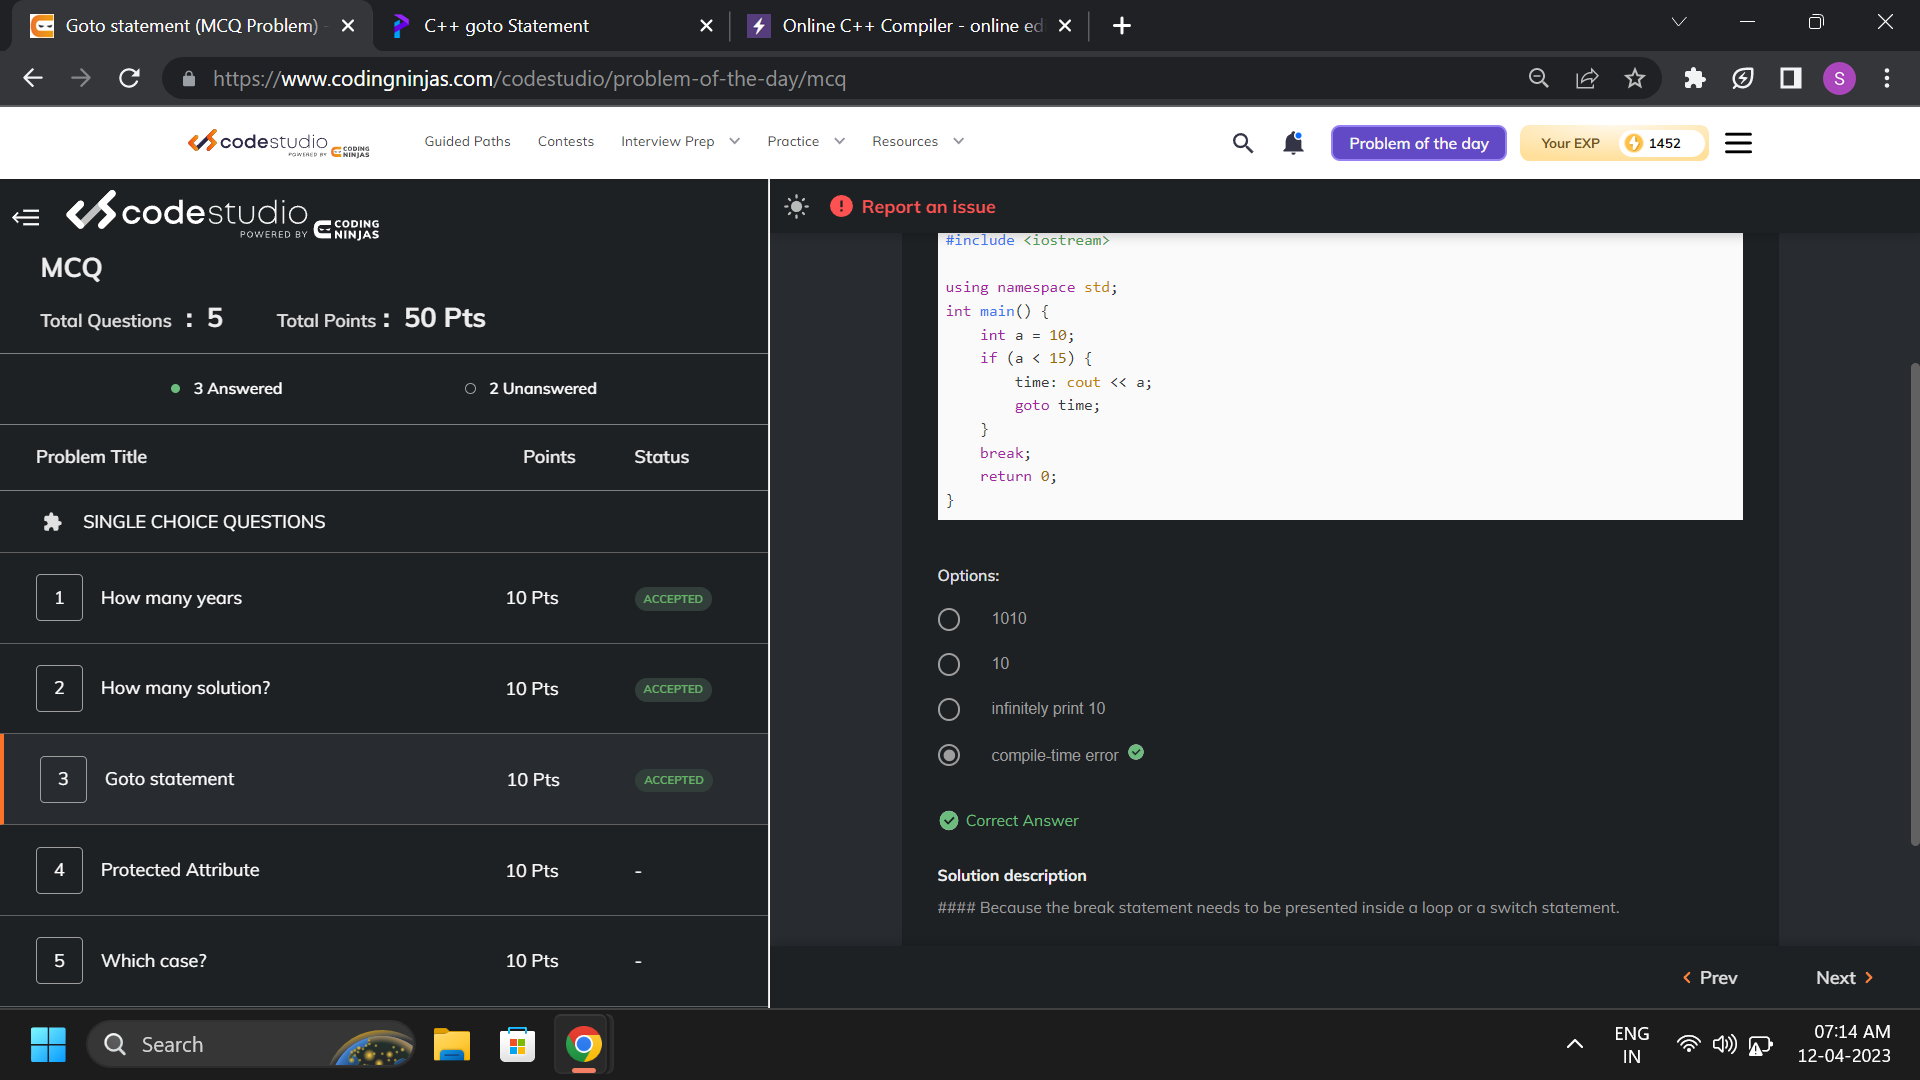 Goto statement (MCQ Problem) -
C++ goto Statement
Online C++ Compiler - online edi
https://www.codingninjas.com/codestudio/problem-of-the-day/mcq
S
codestudio
POWERED BY CODING NINJAS
Guided Paths
Contests
Interview Prep
Practice
Resources
Problem of the day
Your EXP
1452
codestudio
POWERED BY CODING NINJAS
MCQ
Total Questions : 5
Total Points : 50 Pts
3 Answered
2 Unanswered
Problem Title
Points
Status
SINGLE CHOICE QUESTIONS
1 How many years 10 Pts ACCEPTED
2 How many solution? 10 Pts ACCEPTED
3 Goto statement 10 Pts ACCEPTED
4 Protected Attribute 10 Pts -
5 Which case? 10 Pts -
Report an issue
#include <iostream>
using namespace std;
int main() {
int a = 10;
if (a < 15) {
time: cout << a;
goto time;
}
break;
return 0;
}
Options:
1010
10
infinitely print 10
compile-time error
Correct Answer
Solution description
#### Because the break statement needs to be presented inside a loop or a switch statement.
Prev
Next
Search
ENG
IN
07:14 AM
12-04-2023